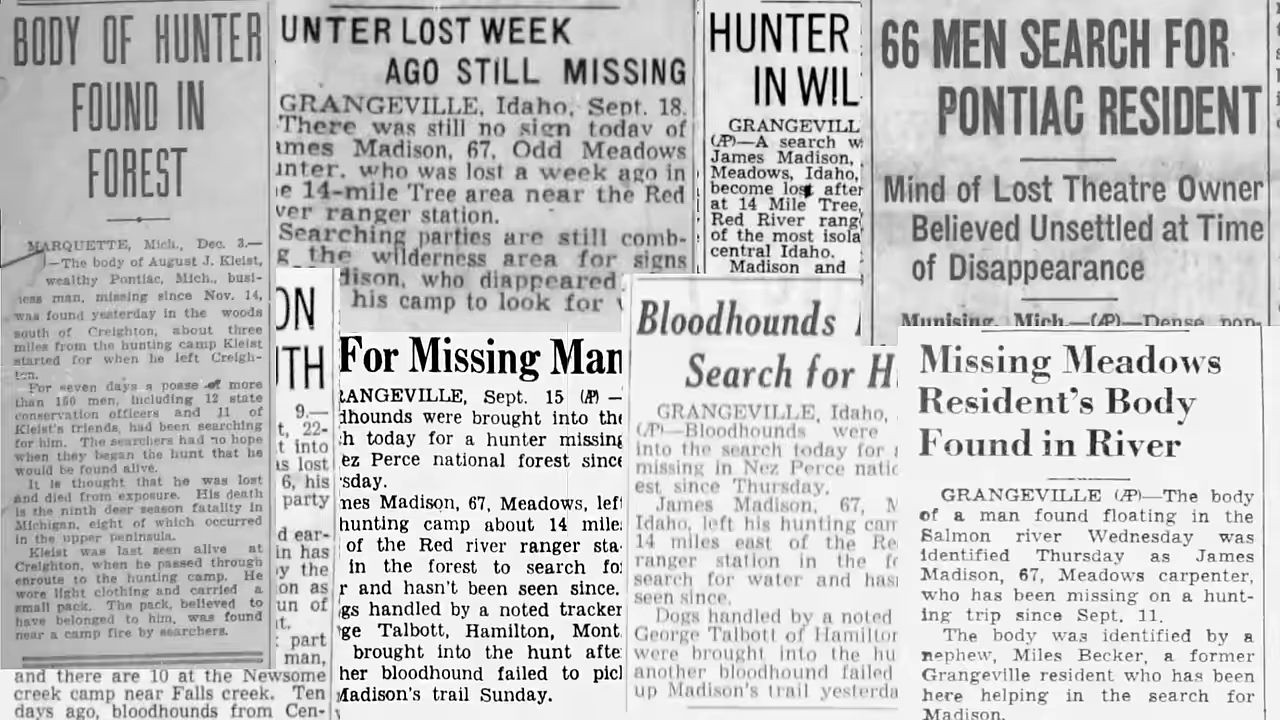 BODY OF HUNTER
FOUND IN
FOREST
MARQUETTE, Mich., Dec. 3.—
—The body of August J. Kleist,
wealthy Pontiac, Mich., busi-
ness man, missing since Nov. 14,
was found yesterday in the woods
south of Creighton, about three
miles from the hunting camp Kleist
started for when he left Creigh-
ton.
For seven days a posse of more
than 150 men, including 12 state
conservation officers and 11 of
Kleist's friends, had been searching
for him. The searchers had no hope
when they began the hunt that he
would be found alive.
It is thought that he was lost
and died from exposure. His death
is the ninth deer season fatality in
Michigan, eight of which occurred
in the upper peninsula.
Kleist was last seen alive at
Creighton, when he passed through
enroute to the hunting camp. He
wore light clothing and carried a
small pack. The pack, believed to
have belonged to him, was found
near a camp fire by searchers.
and there are 10 at the Newsome
creek camp near Falls creek. Ten
days ago, bloodhounds from Cen-
UNTER LOST WEEK
AGO STILL MISSING
GRANGEVILLE, Idaho, Sept. 18.
There was still no sign today of
ames Madison, 67, Odd Meadows
unter, who was lost a week ago in
e 14-mile Tree area near the Red
ver ranger station.
Searching parties are still comb-
g the wilderness area for signs
dison, who diappeared
his camp to look for
ON
TH
9.—
t, 22-
t into
as lost
6, his
party
d ear-
in has
y the
on as
un of
t.
part
man,
For Missing Man
RANGEVILLE, Sept. 15 (AP) —
dhounds were brought into the
h today for a hunter missing
ez Perce national forest since
sday.
mes Madison, 67, Meadows, left
hunting camp about 14 miles
of the Red river ranger sta-
in the forest to search for
r and hasn't been seen since.
gs handled by a noted tracker
ge Talbott, Hamilton, Mont.
brought into the hunt after
her bloodhound failed to pick
Madison's trail Sunday.
HUNTER
IN WIL
GRANGEVILL
(AP)—A search w
James Madison,
Meadows, Idaho,
become lost after
at 14 Mile Tree,
Red River rang
of the most isola
central Idaho.
Madison and
Bloodhounds
Search for H
GRANGEVILLE, Idaho,
(AP)—Bloodhounds were
into the search today for
missing in Nez Perce natio
est since Thursday.
James Madison, 67, M
Idaho, left his hunting cam
14 miles east of the Re
ranger station in the fo
search for water and has
seen since.
Dogs handled by a noted
George Talbott of Hamilton
were brought into the hu
another bloodhound failed
up Madison's trail yesterda
66 MEN SEARCH FOR
PONTIAC RESIDENT
Mind of Lost Theatre Owner
Believed Unsettled at Time
of Disappearance
Munising, Mich.—(AP)—Dense pop-
Missing Meadows
Resident's Body
Found in River
GRANGEVILLE (AP)—The body
of a man found floating in the
Salmon river Wednesday was
identified Thursday as James
Madison, 67, Meadows carpenter,
who has been missing on a hunt-
ing trip since Sept. 11.
The body was identified by a
nephew, Miles Becker, a former
Grangeville resident who has been
here helping in the search for
Madison.